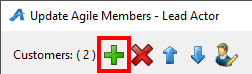 Update Agile Members - Lead Actor
Customers: ( 2 )